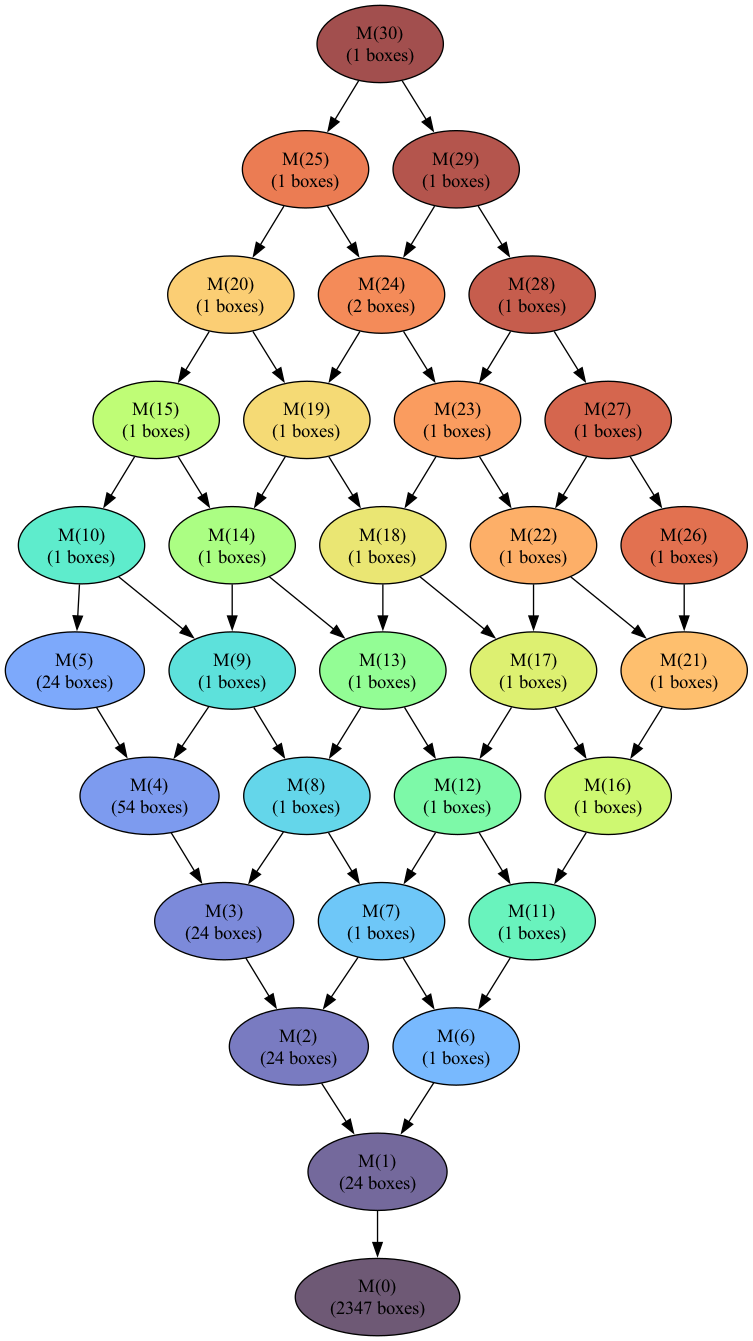 M(30)
(1 boxes)
M(25)
(1 boxes)
M(29)
(1 boxes)
M(20)
(1 boxes)
M(24)
(2 boxes)
M(28)
(1 boxes)
M(15)
(1 boxes)
M(19)
(1 boxes)
M(23)
(1 boxes)
M(27)
(1 boxes)
M(10)
(1 boxes)
M(14)
(1 boxes)
M(18)
(1 boxes)
M(22)
(1 boxes)
M(26)
(1 boxes)
M(5)
(24 boxes)
M(9)
(1 boxes)
M(13)
(1 boxes)
M(17)
(1 boxes)
M(21)
(1 boxes)
M(4)
(54 boxes)
M(8)
(1 boxes)
M(12)
(1 boxes)
M(16)
(1 boxes)
M(3)
(24 boxes)
M(7)
(1 boxes)
M(11)
(1 boxes)
M(2)
(24 boxes)
M(6)
(1 boxes)
M(1)
(24 boxes)
M(0)
(2347 boxes)